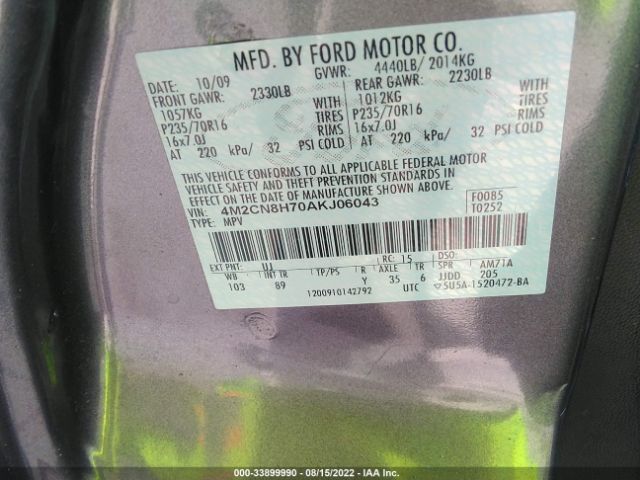 MFD. BY FORD MOTOR CO.
DATE: 10/09 GVWR: 4440LB/ 2014KG
FRONT GAWR: 2330LB REAR GAWR: 2230LB
1057KG WITH 1012KG WITH
P235/70R16 TIRES P235/70R16 TIRES
16x7.0J RIMS 16x7.0J RIMS
AT 220 kPa/ 32 PSI COLD AT 220 kPa/ 32 PSI COLD
THIS VEHICLE CONFORMS TO ALL APPLICABLE FEDERAL MOTOR
VEHICLE SAFETY AND THEFT PREVENTION STANDARDS IN
EFFECT ON THE DATE OF MANUFACTURE SHOWN ABOVE.
VIN: 4M2CN8H70AKJ06043 F0085
TYPE: MPV T0252
EXT PNT: UJ RC: 15 DSO:
WB INT TR TP/PS R AXLE TR SPR AM71A
103 89 Y 35 6 JJDD 205
1200910142792 UTC 5U5A-1520472-BA
000-33899990 - 08/15/2022 - IAA Inc.